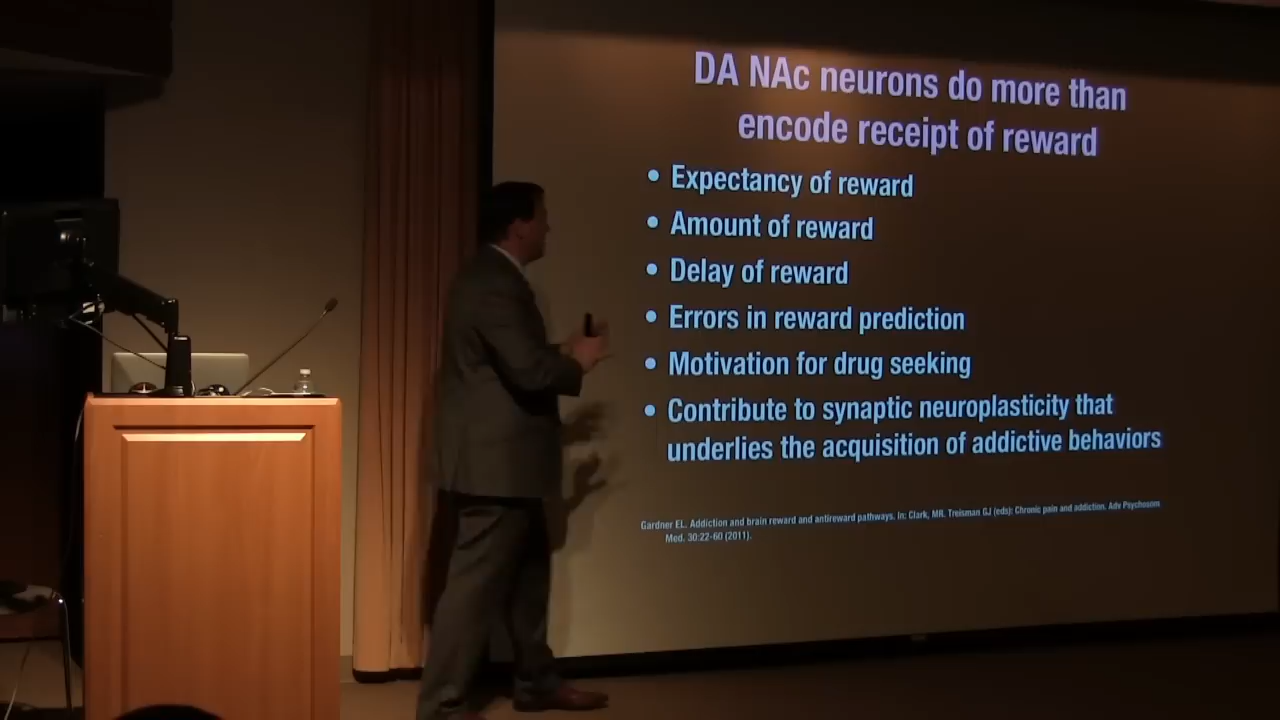 DA NAc neurons do more than
encode receipt of reward
• Expectancy of reward
• Amount of reward
• Delay of reward
• Errors in reward prediction
• Motivation for drug seeking
• Contribute to synaptic neuroplasticity that
underlies the acquisition of addictive behaviors
Gardner EL. Addiction and brain reward and antireward pathways. In: Clark, MR. Treisman GJ (eds): Chronic pain and addiction. Adv Psychosom
Med. 30:22-60 (2011).